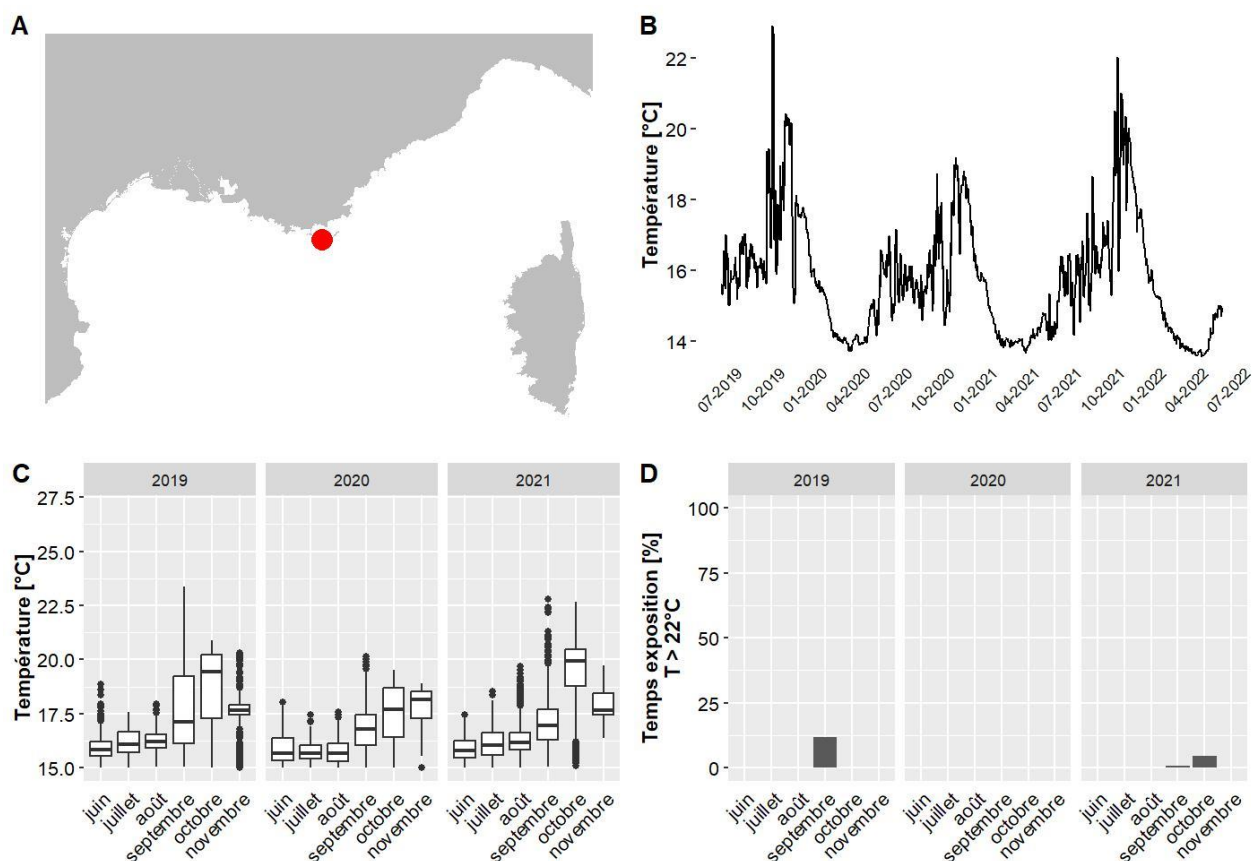 A
B
Température [°C]
22
20
18
16
14
07-2019
10-2019
01-2020
04-2020
07-2020
10-2020
01-2021
04-2021
07-2021
10-2021
01-2022
04-2022
07-2022
C
2019
2020
2021
Température [°C]
27.5
25.0
22.5
20.0
17.5
15.0
juin
juillet
août
septembre
octobre
novembre
juin
juillet
août
septembre
octobre
novembre
juin
juillet
août
septembre
octobre
novembre
D
2019
2020
2021
Temps exposition [%]
T > 22°C
100
75
50
25
0
juin
juillet
août
septembre
octobre
novembre
juin
juillet
août
septembre
octobre
novembre
juin
juillet
août
septembre
octobre
novembre